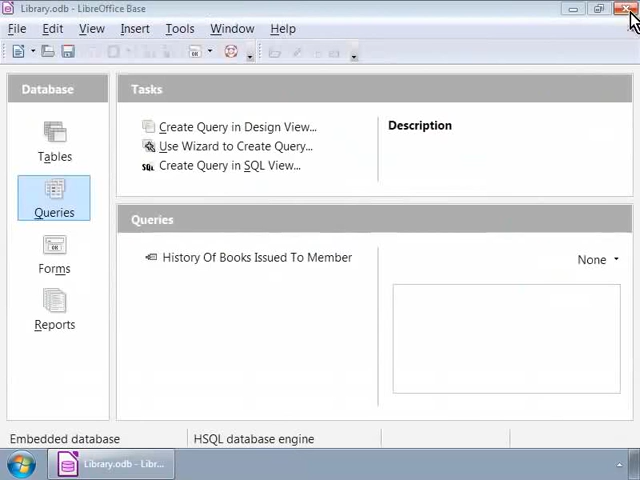 Library.odb - LibreOffice Base
File Edit View Insert Tools Window Help
Database
Tasks
Tables
Queries
Forms
Reports
Create Query in Design View...
Use Wizard to Create Query...
SQL Create Query in SQL View...
Description
Queries
History Of Books Issued To Member
None
Embedded database HSQL database engine
Library.odb - Libr...